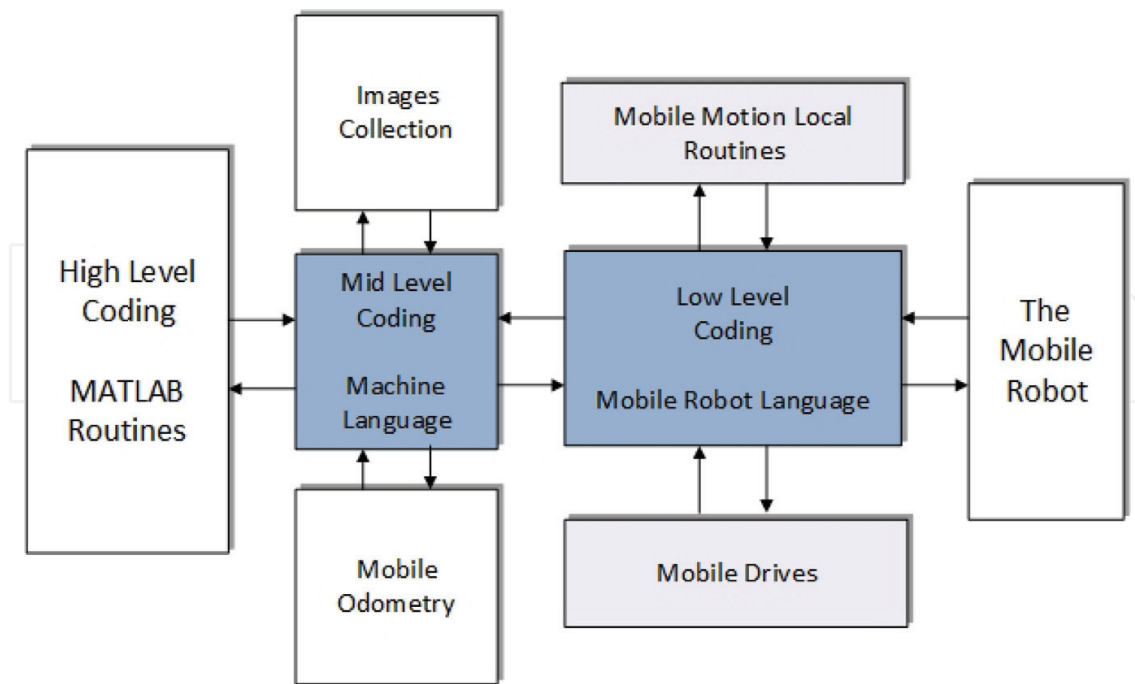 Images
Collection
Mobile Motion Local
Routines
High Level
Coding
MATLAB
Routines
Mid Level
Coding
Machine
Language
Low Level
Coding
Mobile Robot Language
The
Mobile
Robot
Mobile
Odometry
Mobile Drives